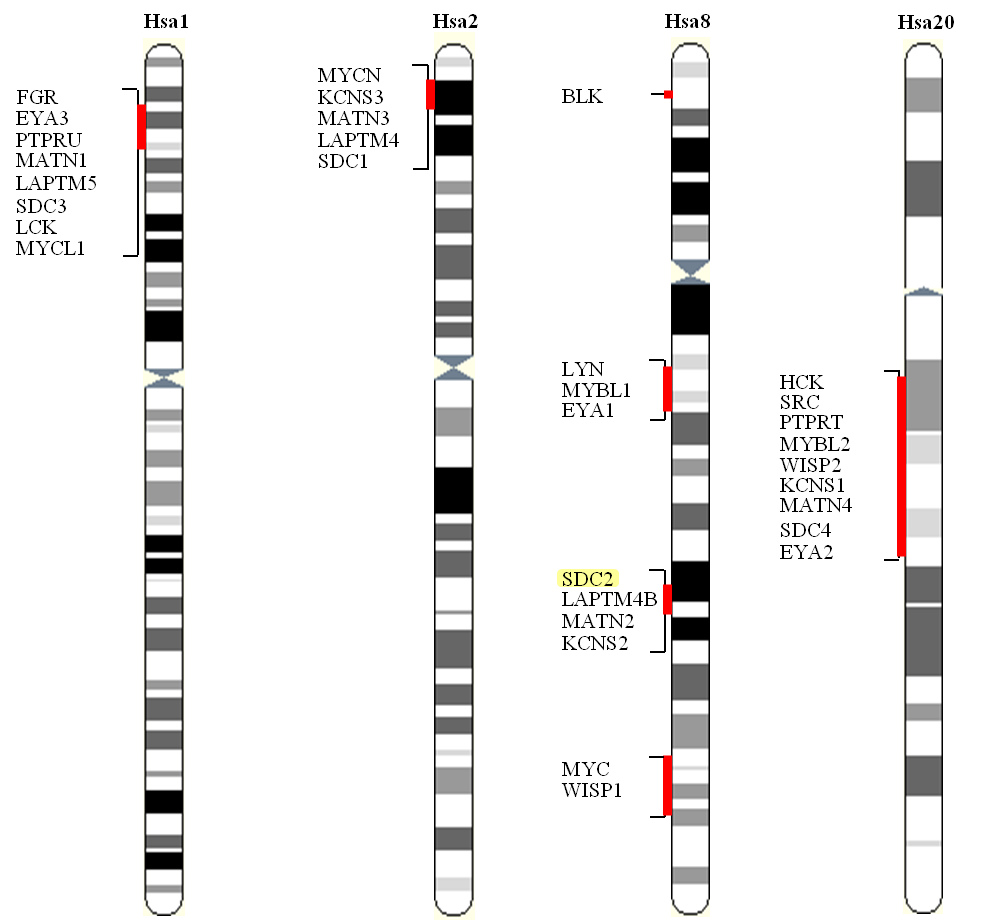 Hsa1
Hsa2
Hsa8
Hsa20
FGR
EYA3
PTPRU
MATN1
LAPTM5
SDC3
LCK
MYCL1
MYCN
KCNS3
MATN3
LAPTM4
SDC1
BLK
LYN
MYBL1
EYA1
SDC2
LAPTM4B
MATN2
KCNS2
MYC
WISP1
HCK
SRC
PTPRT
MYBL2
WISP2
KCNS1
MATN4
SDC4
EYA2